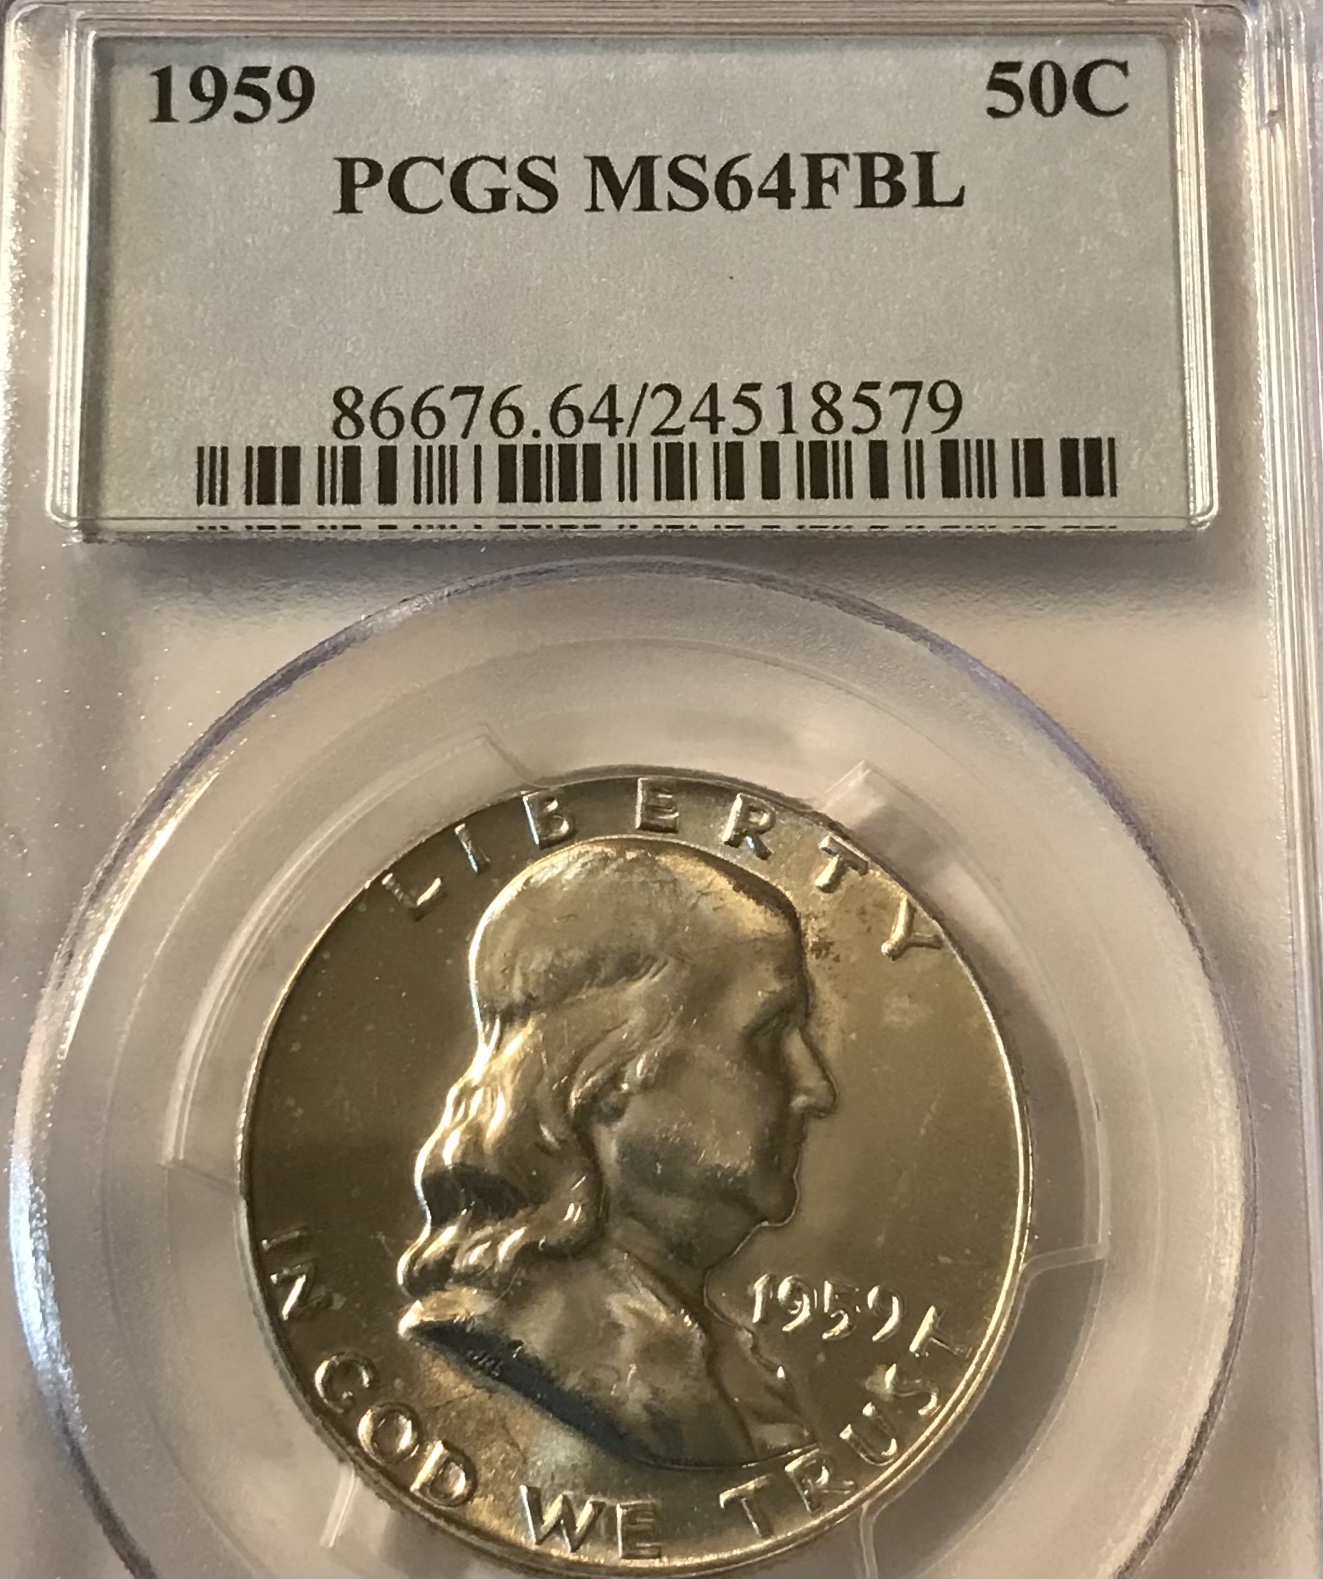 1959 50C
PCGS MS64FBL
86676.64/24518579
LIBERTY
1959
IN GOD WE TRUST